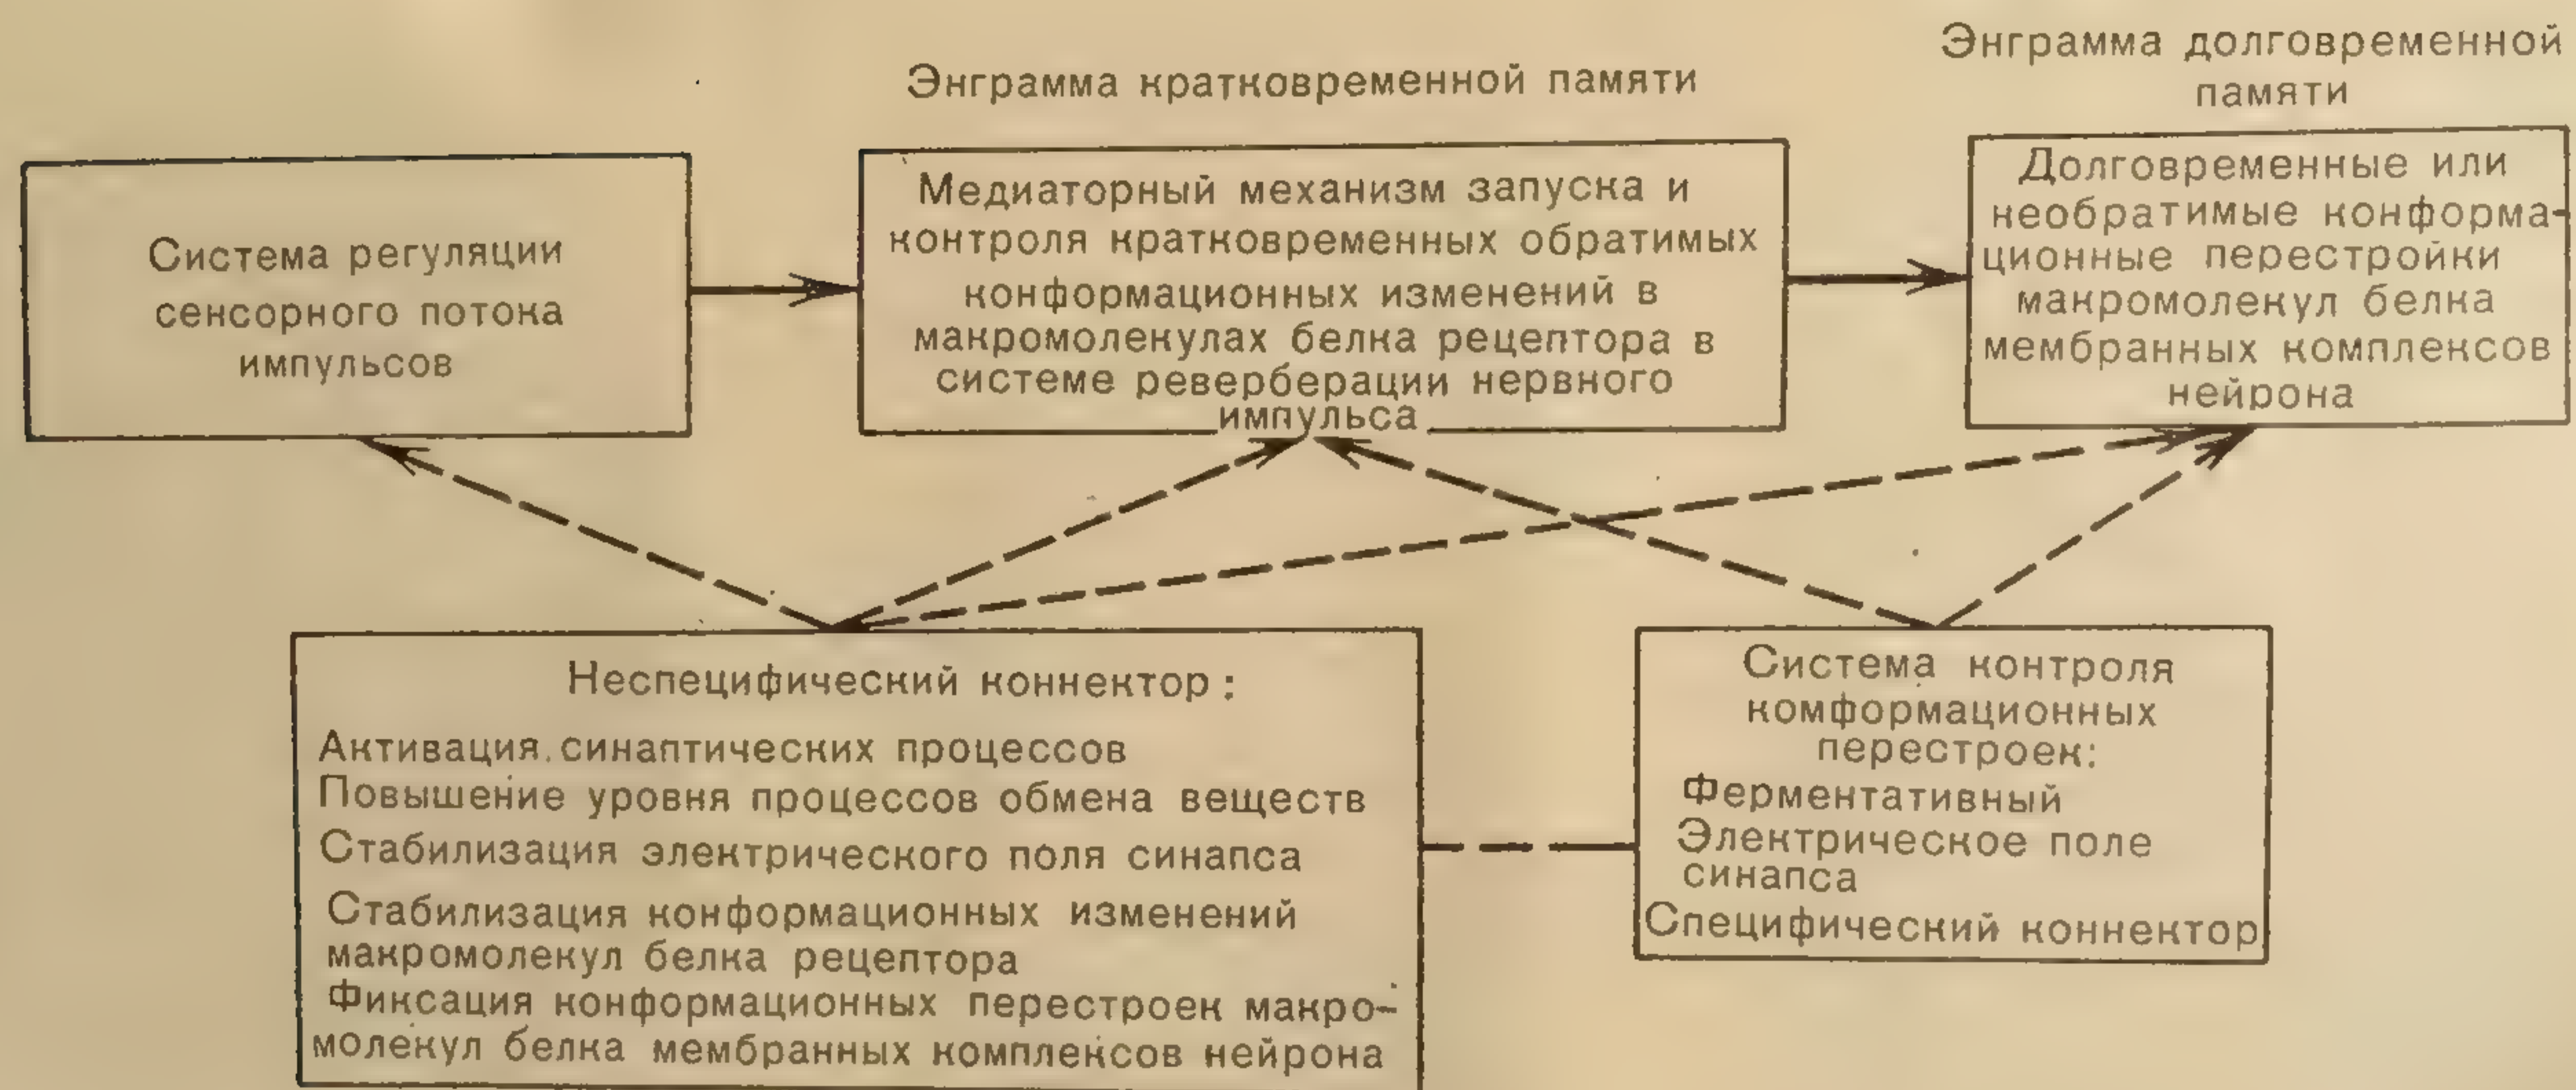 Энграмма кратковременной памяти
Энграмма долговременной
памяти
Система регуляции
сенсорного потока
импульсов
Медиаторный механизм запуска и
контроля кратковременных обратимых
конформационных изменений в
макромолекулах белка рецептора в
системе реверберации нервного
импульса
Долговременные или
необратимые конформа-
ционные перестройки
макромолекул белка
мембранных комплексов
нейрона
Неспецифический коннектор:
Активация синаптических процессов
Повышение уровня процессов обмена веществ
Стабилизация электрического поля синапса
Стабилизация конформационных изменений
макромолекул белка рецептора
Фиксация конформационных перестроек макро-
молекул белка мембранных комплексов нейрона
Система контроля
комформационных
перестроек:
Ферментативный
Электрическое поле
синапса
Специфический коннектор